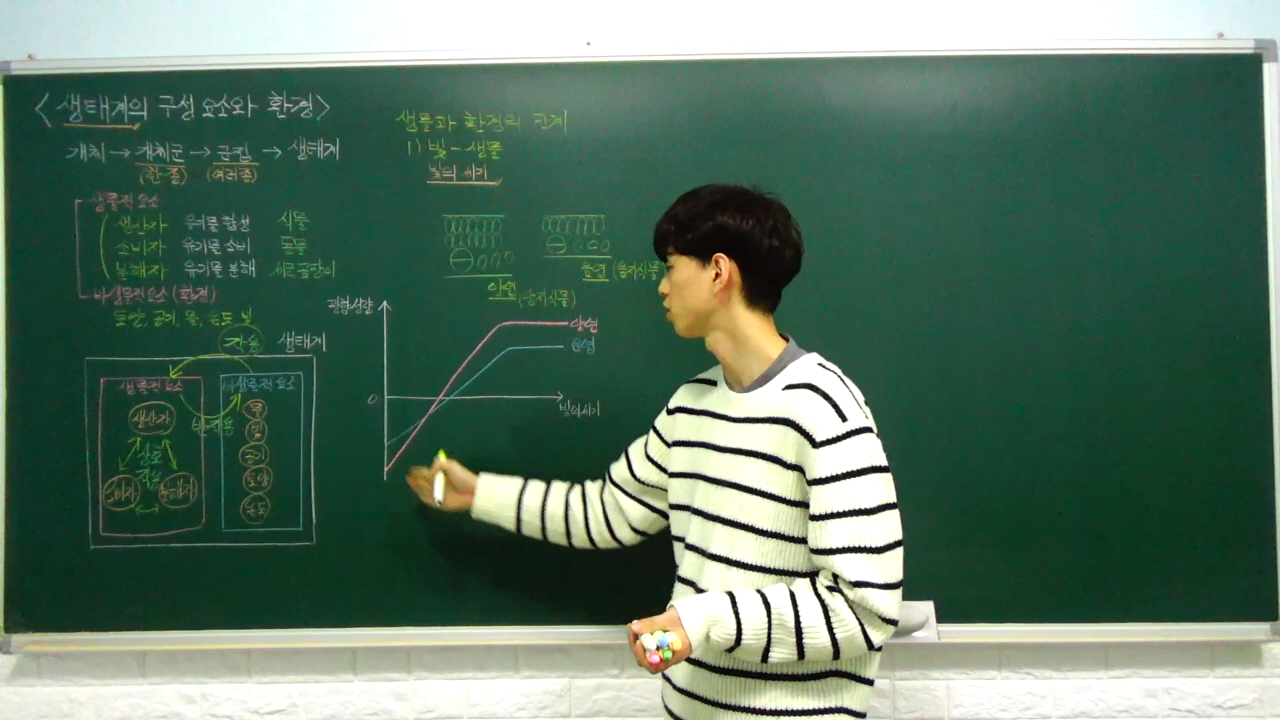 <생태계의 구성 요소와 환경>
개체 → 개체군 → 군집 → 생태계
(한 종) (여러종)
생물적 요소
생산자 유기물 합성 식물
소비자 유기물 소비 동물
분해자 유기물 분해 세균 곰팡이
비생물적 요소 (환경)
토양, 공기, 물, 온도 빛
작용 생태계
생물적 요소
비생물적 요소
생산자
반작용
상호
작용
소비자
분해자
물
빛
공기
토양
온도
생물과 환경의 관계
1) 빛 - 생물
빛의 세기
양엽 (양지식물)
음엽 (음지식물
광합성량
양엽
음엽
0
빛의세기